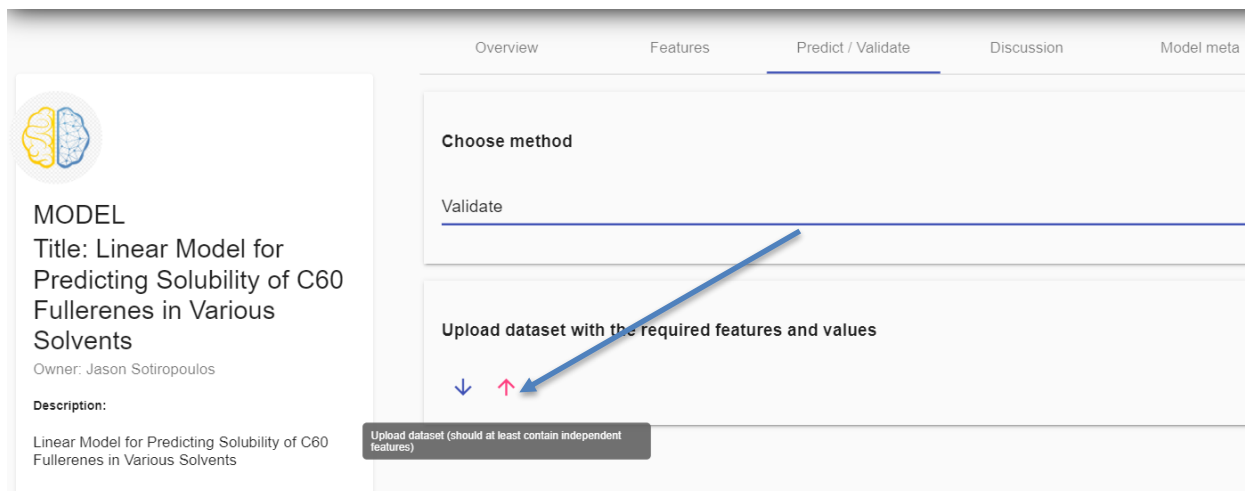 Overview Features Predict / Validate Discussion Model meta
MODEL
Title: Linear Model for
Predicting Solubility of C60
Fullerenes in Various
Solvents
Owner: Jason Sotiropoulos
Description:
Linear Model for Predicting Solubility of C60
Fullerenes in Various Solvents
Choose method
Validate
Upload dataset with the required features and values
Upload dataset (should at least contain independent
features)